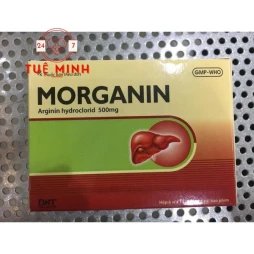 24 7
TUỆ MINH
GMP-WHO
MORGANIN
Arginin hydroclorid 500mg